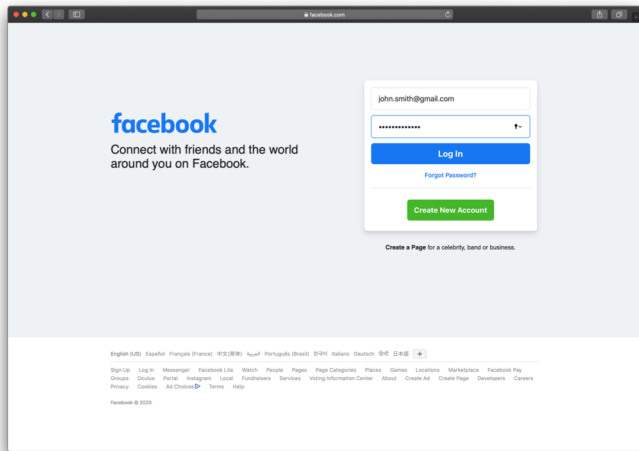 facebook.com
john.smith@gmail.com
•••••••••••••
facebook
Log In
Connect with friends and the world
around you on Facebook.
Forgot Password?
Create New Account
Create a Page for a celebrity, band or business.
English (US) Español Français (France) 中文(简体) العربية Português (Brasil) 한국어 Italiano Deutsch हिन्दी 日本語 +
Sign Up Log In Messenger Facebook Lite Watch People Pages Page Categories Places Games Locations Marketplace Facebook Pay
Groups Oculus Portal Instagram Local Fundraisers Services Voting Information Center About Create Ad Create Page Developers Careers
Privacy Cookies Ad Choices Terms Help
Facebook © 2020